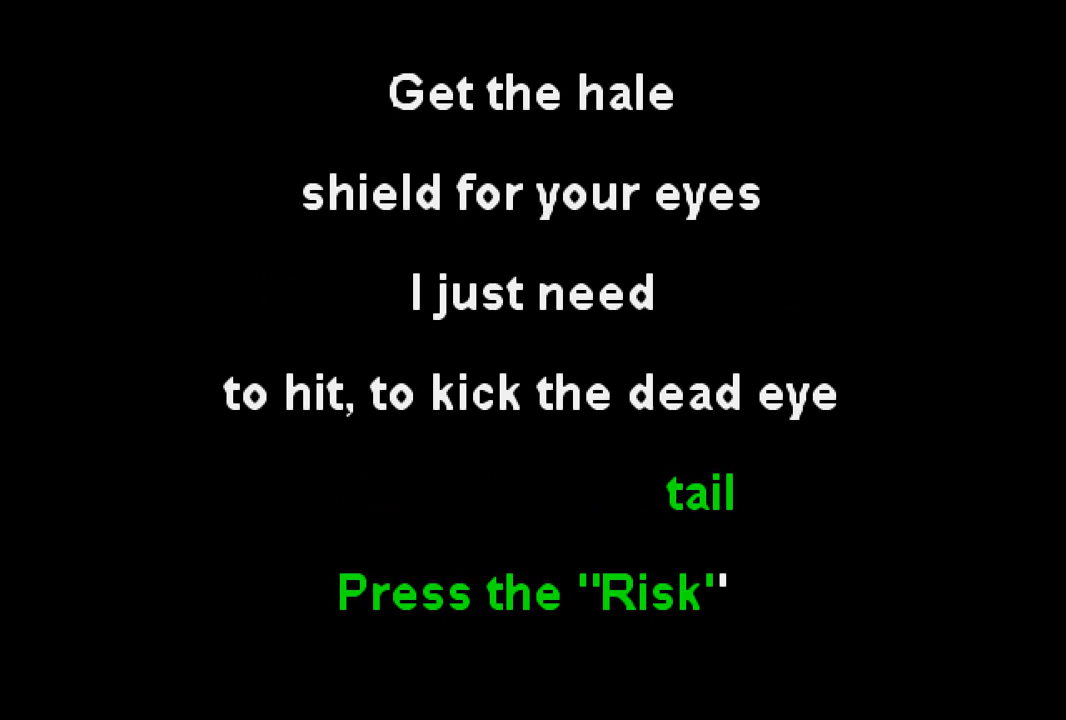 Get the hale
shield for your eyes
I just need
to hit, to kick the dead eye
tail
Press the "Risk"